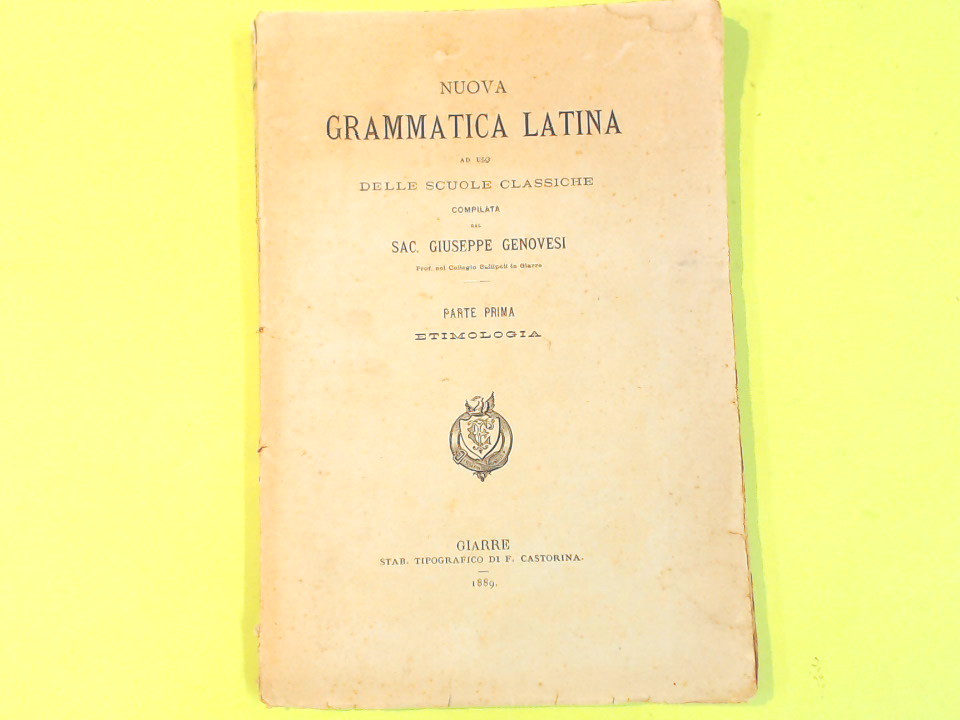 NUOVA
GRAMMATICA LATINA
AD USO
DELLE SCUOLE CLASSICHE
COMPILATA
DAL
SAC. GIUSEPPE GENOVESI
Prof. nel Collegio Callipoli in Giarre
PARTE PRIMA
ETIMOLOGIA
GIARRE
STAB. TIPOGRAFICO DI F. CASTORINA.
1889.